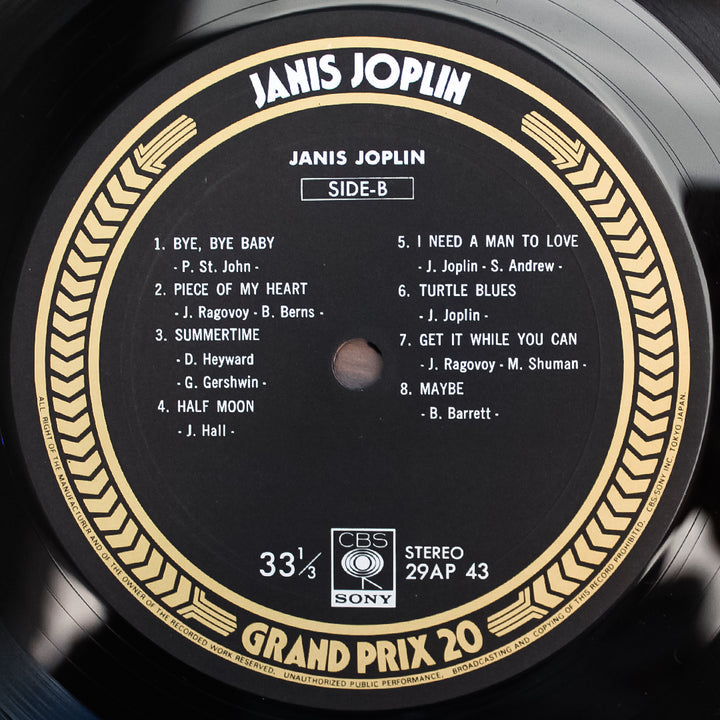 JANIS JOPLIN
JANIS JOPLIN
SIDE-B
1. BYE, BYE BABY
- P. St. John -
2. PIECE OF MY HEART
- J. Ragovoy - B. Berns -
3. SUMMERTIME
- D. Heyward
G. Gershwin -
4. HALF MOON
- J. Hall -
5. I NEED A MAN TO LOVE
- J. Joplin - S. Andrew -
6. TURTLE BLUES
- J. Joplin -
7. GET IT WHILE YOU CAN
- J. Ragovoy - M. Shuman -
8. MAYBE
- B. Barrett -
33 1/3
CBS
SONY
STEREO
29AP 43
GRAND PRIX 20
ALL RIGHT OF THE MANUFACTURER AND OF THE OWNER OF THE RECORDED WORK RESERVED. UNAUTHORIZED PUBLIC PERFORMANCE, BROADCASTING AND COPYING OF THIS RECORD PROHIBITED. CBS/SONY INC. TOKYO JAPAN.